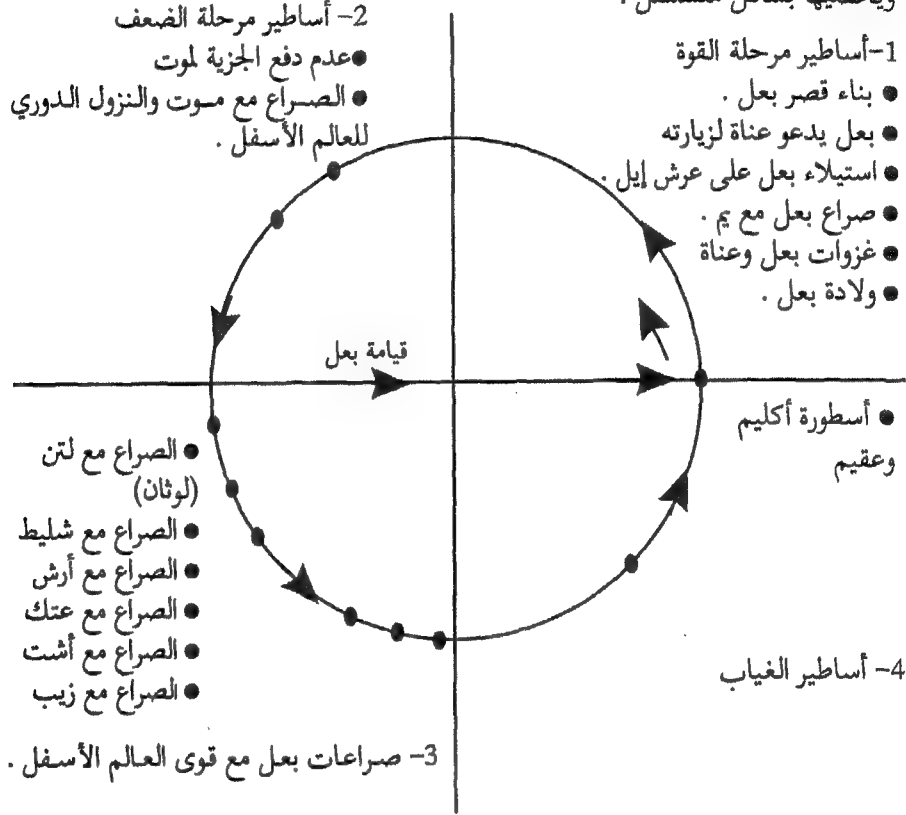 1-أساطير مرحلة القوة
● بناء قصر بعل .
● بعل يدعو عناة لزيارته
● استيلاء بعل على عرش إيل .
● صراع بعل مع يم .
● غزوات بعل وعناة
● ولادة بعل .
2- أساطير مرحلة الضعف
●عدم دفع الجزية لموت
● الصراع مع موت والنزول الدوري
للعالم الأسفل .
قيامة بعل
● أسطورة أكليم
وعقيم
● الصراع مع لتن
(لوثان)
● الصراع مع شليط
● الصراع مع أرش
● الصراع مع عتك
● الصراع مع أشت
● الصراع مع زبب
4- أساطير الغياب
3- صراعات بعل مع قوى العالم الأسفل .